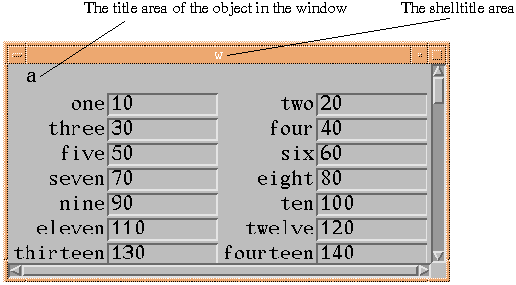 The title area of the object in the window The shelltitle area
w
a
one 10 two 20
three 30 four 40
five 50 six 60
seven 70 eight 80
nine 90 ten 100
eleven 110 twelve 120
thirteen 130 fourteen 140